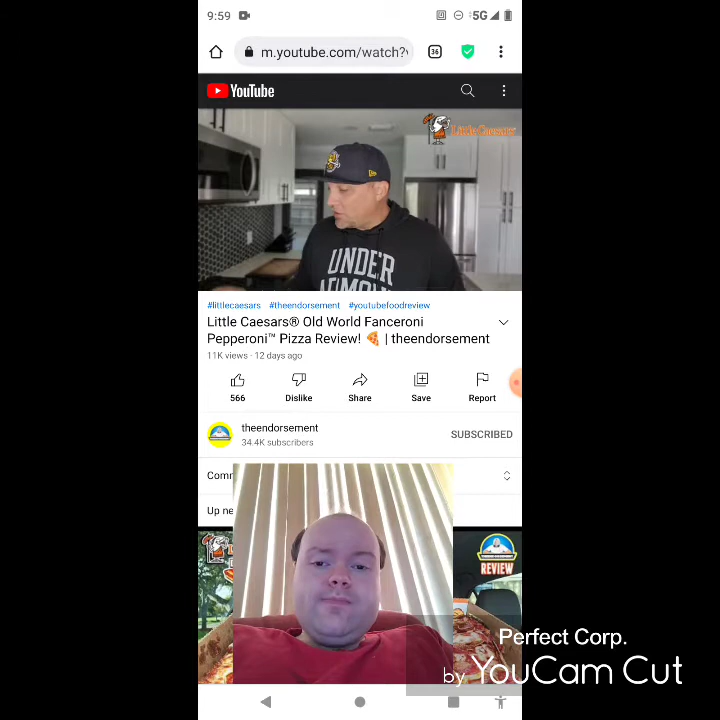 9:59
5G
m.youtube.com/watch?v
36
YouTube
Little Caesars
UNDER
#littlecaesars #theendorsement #youtubefoodreview
Little Caesars® Old World Fanceroni
Pepperoni™ Pizza Review! 🍕 | theendorsement
11K views · 12 days ago
566 Dislike Share Save Report
theendorsement
34.4K subscribers
SUBSCRIBED
Comm
Up ne
REVIEW
Perfect Corp.
by YouCam Cut